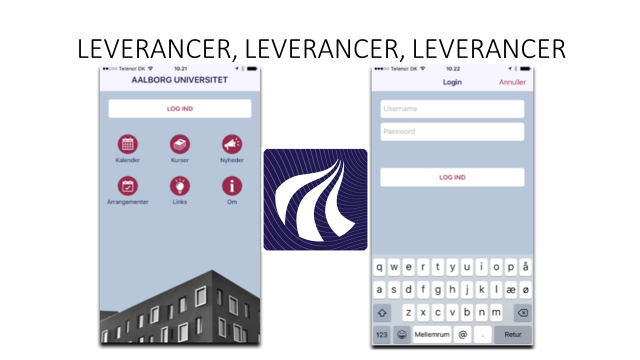 LEVERANCER, LEVERANCER, LEVERANCER
Telenor DK 10.21
AALBORG UNIVERSITET
LOG IND
Kalender Kurser Nyheder
Arrangementer Links Om
Telenor DK 10.22
Login Annuller
Username
Password
LOG IND
q w e r t y u i o p å
a s d f g h j k l æ ø
z x c v b n m
123 Mellemrum @ . Retur